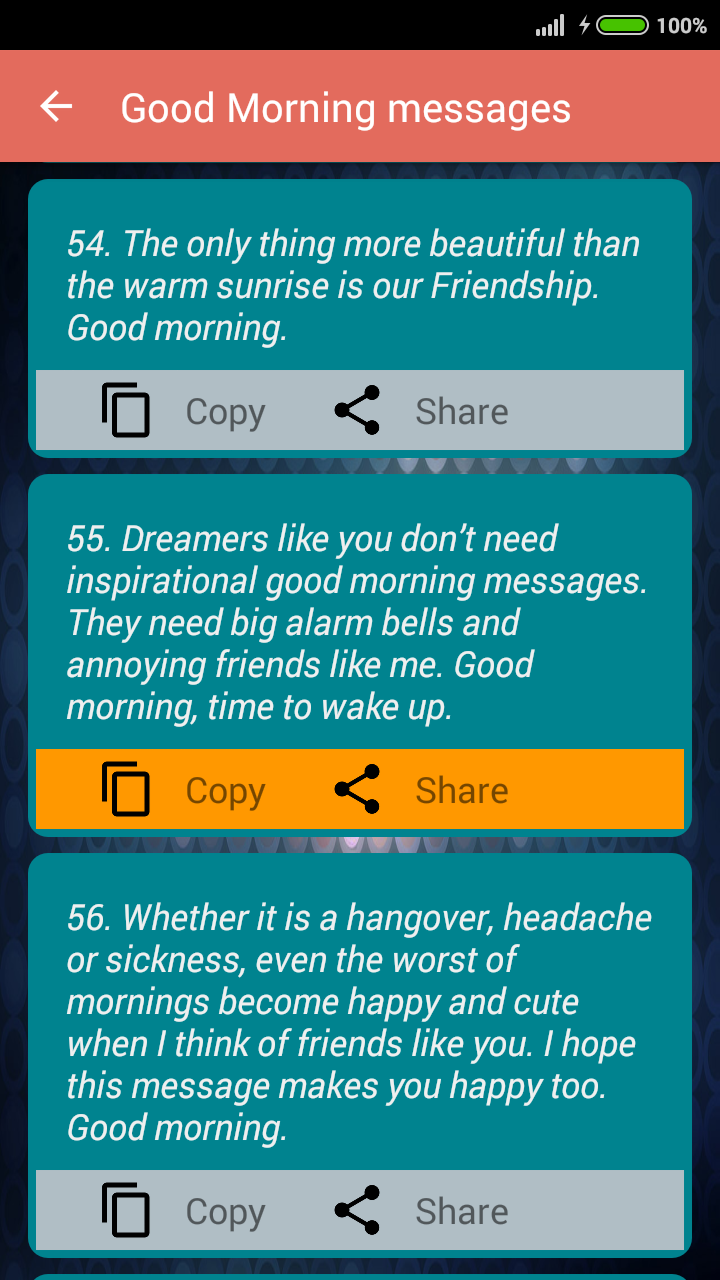 100%
Good Morning messages
54. The only thing more beautiful than
the warm sunrise is our Friendship.
Good morning.
Copy Share
55. Dreamers like you don’t need
inspirational good morning messages.
They need big alarm bells and
annoying friends like me. Good
morning, time to wake up.
Copy Share
56. Whether it is a hangover, headache
or sickness, even the worst of
mornings become happy and cute
when I think of friends like you. I hope
this message makes you happy too.
Good morning.
Copy Share